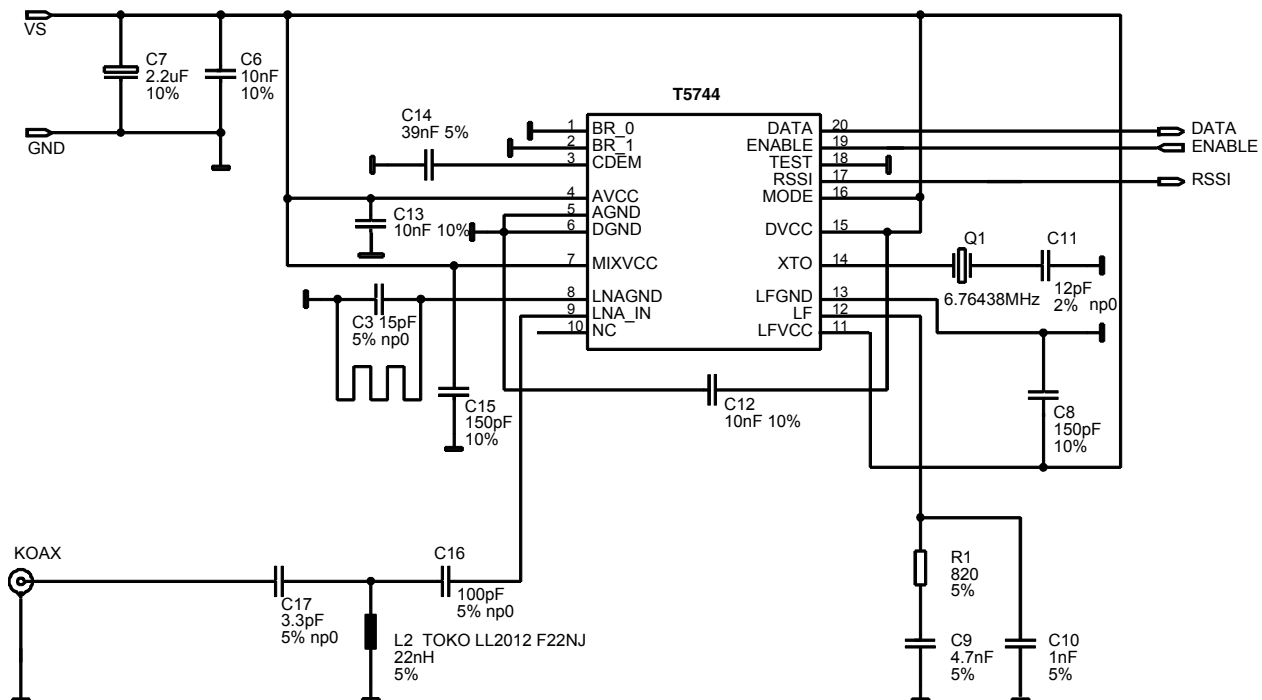 VS
C7
2.2uF
10%
C6
10nF
10%
GND
T5744
C14
39nF 5%
1 BR_0
2 BR_1
3 CDEM
4 AVCC
5 AGND
6 DGND
7 MIXVCC
8 LNAGND
9 LNA_IN
10 NC
DATA 20
ENABLE 19
TEST 18
RSSI 17
MODE 16
DVCC 15
XTO 14
LFGND 13
LF 12
LFVCC 11
DATA
ENABLE
RSSI
C13
10nF 10%
Q1
6.76438MHz
C11
12pF
2% np0
C3 15pF
5% np0
C15
150pF
10%
C12
10nF 10%
C8
150pF
10%
KOAX
C17
3.3pF
5% np0
C16
100pF
5% np0
L2 TOKO LL2012 F22NJ
22nH
5%
R1
820
5%
C9
4.7nF
5%
C10
1nF
5%